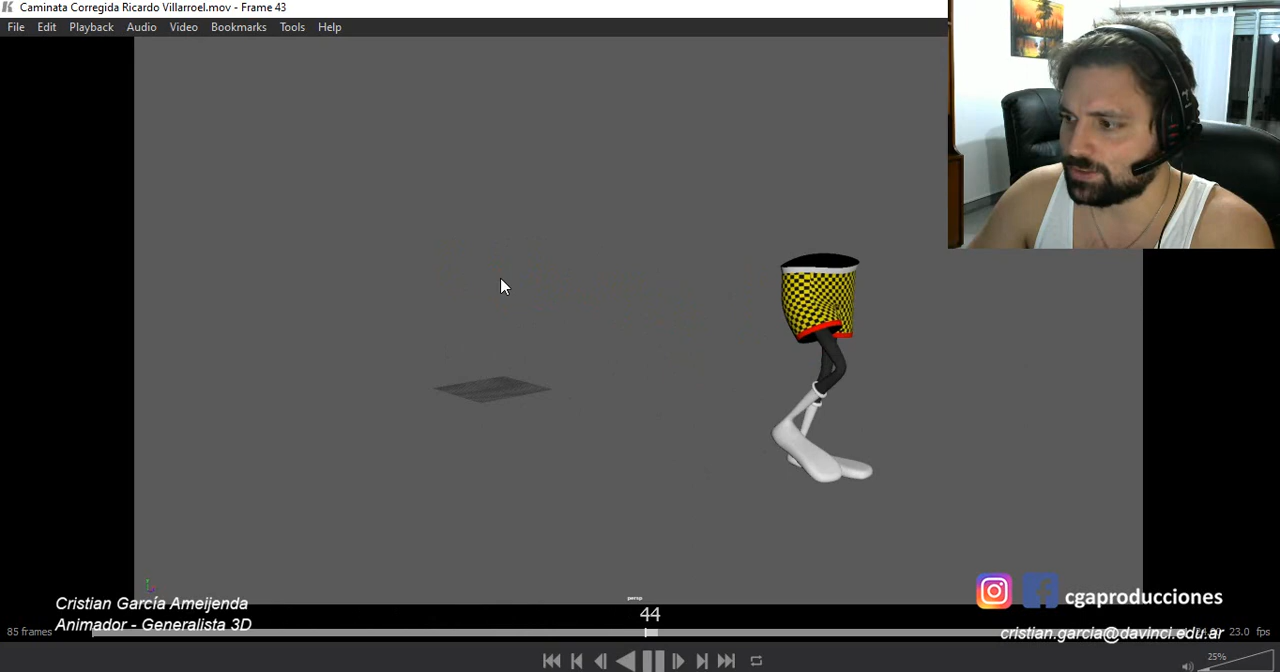 Caminata Corregida Ricardo Villarroel.mov - Frame 43
File Edit Playback Audio Video Bookmarks Tools Help
persp
44
Cristian García Ameijenda
Animador - Generalista 3D
cgaproducciones
cristian.garcia@davinci.edu.ar
85 frames
23.0 fps
25%